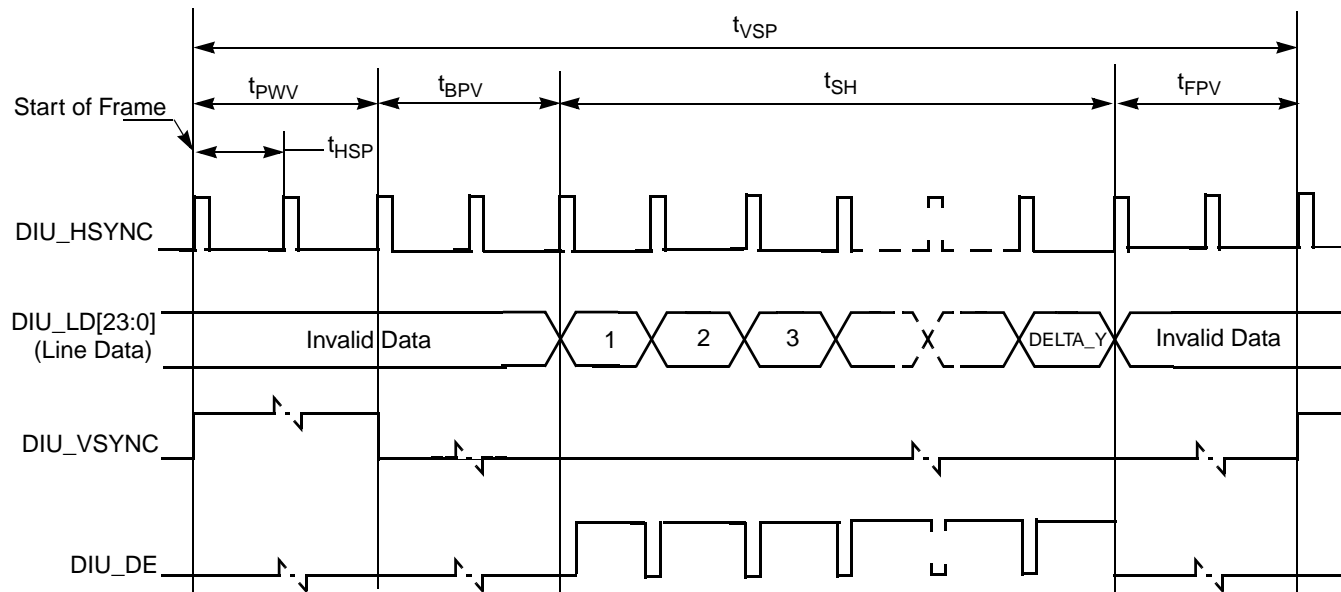 tVSP
tPWV tBPV tSH tFPV
Start of Frame
tHSP
DIU_HSYNC
DIU_LD[23:0]
(Line Data)
Invalid Data 1 2 3 DELTA_Y Invalid Data
DIU_VSYNC
DIU_DE